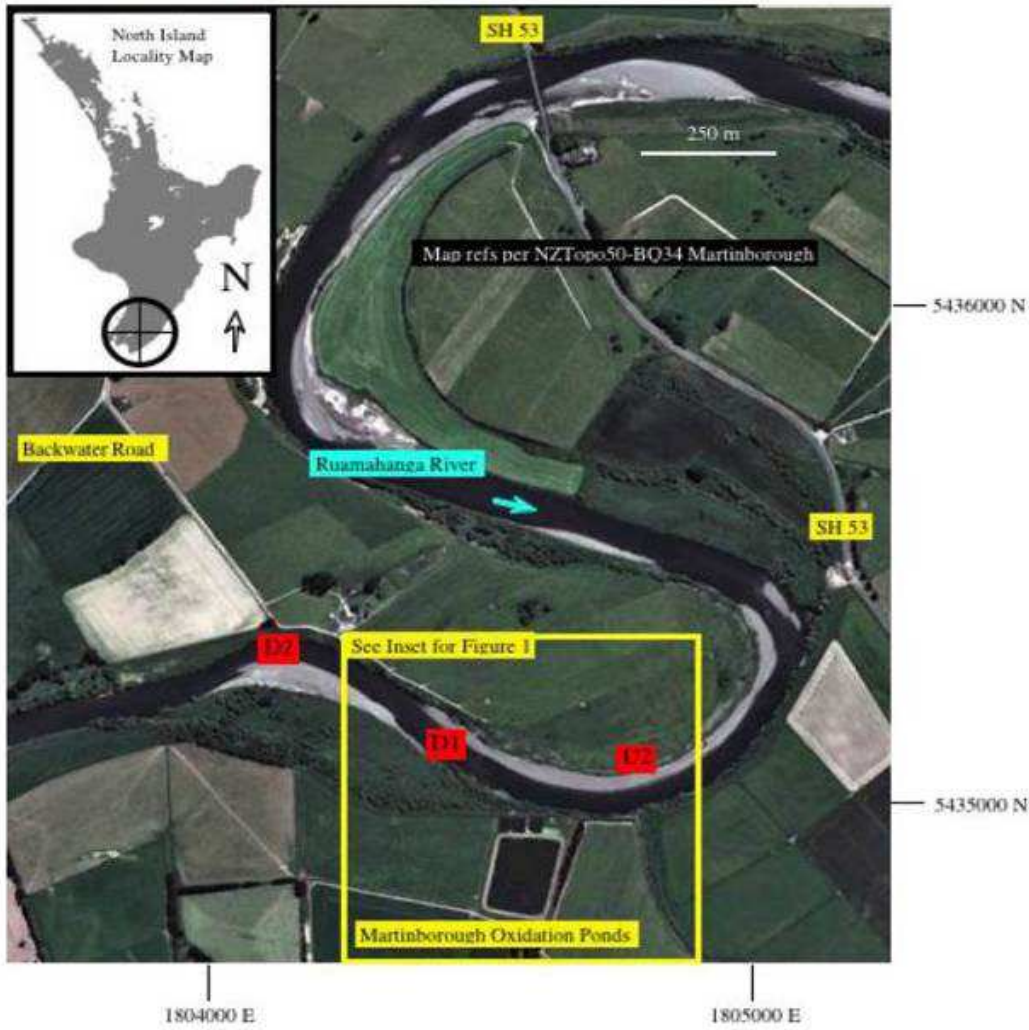 North Island
Locality Map
N
SH 53
250 m
Map refs per NZTopo50-BQ34 Martinborough
5436000 N
Backwater Road
Ruamahanga River
SH 53
D2
See Inset for Figure 1
D1
U2
5435000 N
Martinborough Oxidation Ponds
1804000 E
1805000 E